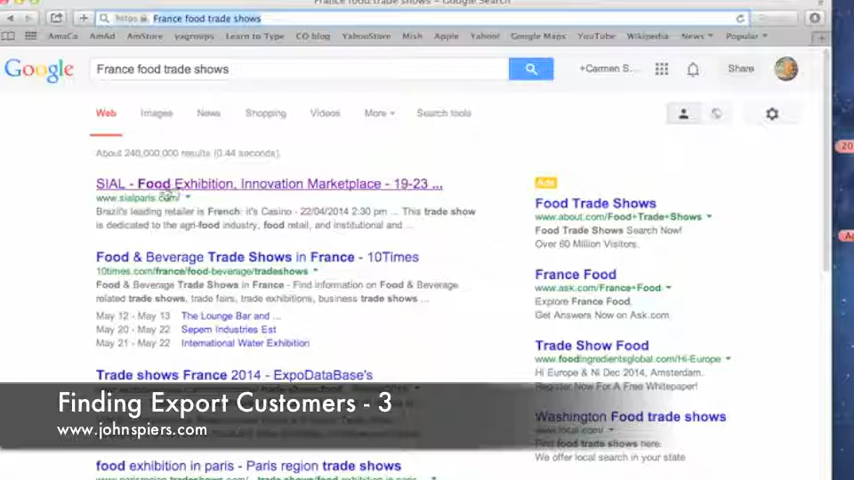 France food trade shows - Google Search
https France food trade shows
AmaCa AmAd AmStore yagroups Learn to Type CO blog YahooStore Mish Apple Yahoo! Google Maps YouTube Wikipedia News Popular
Google France food trade shows +Carmen S... Share
Web Images News Shopping Videos More Search tools
About 240,000,000 results (0.44 seconds)
SIAL - Food Exhibition, Innovation Marketplace - 19-23 ...
www.sialparis.com/
Brazil's leading retailer is French: it's Casino - 22/04/2014 2:30 pm ... This trade show
is dedicated to the agri-food industry, food retail, and institutional and ...
Food & Beverage Trade Shows in France - 10Times
10times.com/france/food-beverage/tradeshows
Food & Beverage Trade Shows in France - Find information on Food & Beverage
related trade shows, trade fairs, trade exhibitions, business trade shows ...
May 12 - May 13 The Lounge Bar and ...
May 20 - May 22 Sepem Industries Est
May 21 - May 22 International Water Exhibition
Trade shows France 2014 - ExpoDataBase's
food exhibition in paris - Paris region trade shows
Ads
Food Trade Shows
www.about.com/Food+Trade+Shows
Food Trade Shows Search Now!
Over 60 Million Visitors.
France Food
www.ask.com/France+Food
Explore France Food.
Get Answers Now on Ask.com
Trade Show Food
www.foodingredientsglobal.com/Hi-Europe
Hi Europe & Ni Dec 2014, Amsterdam.
Register Now For A Free Whitepaper!
Washington Food trade shows
www.local.com/
Find food trade shows here.
We offer local search in your state
20
Finding Export Customers - 3
www.johnspiers.com